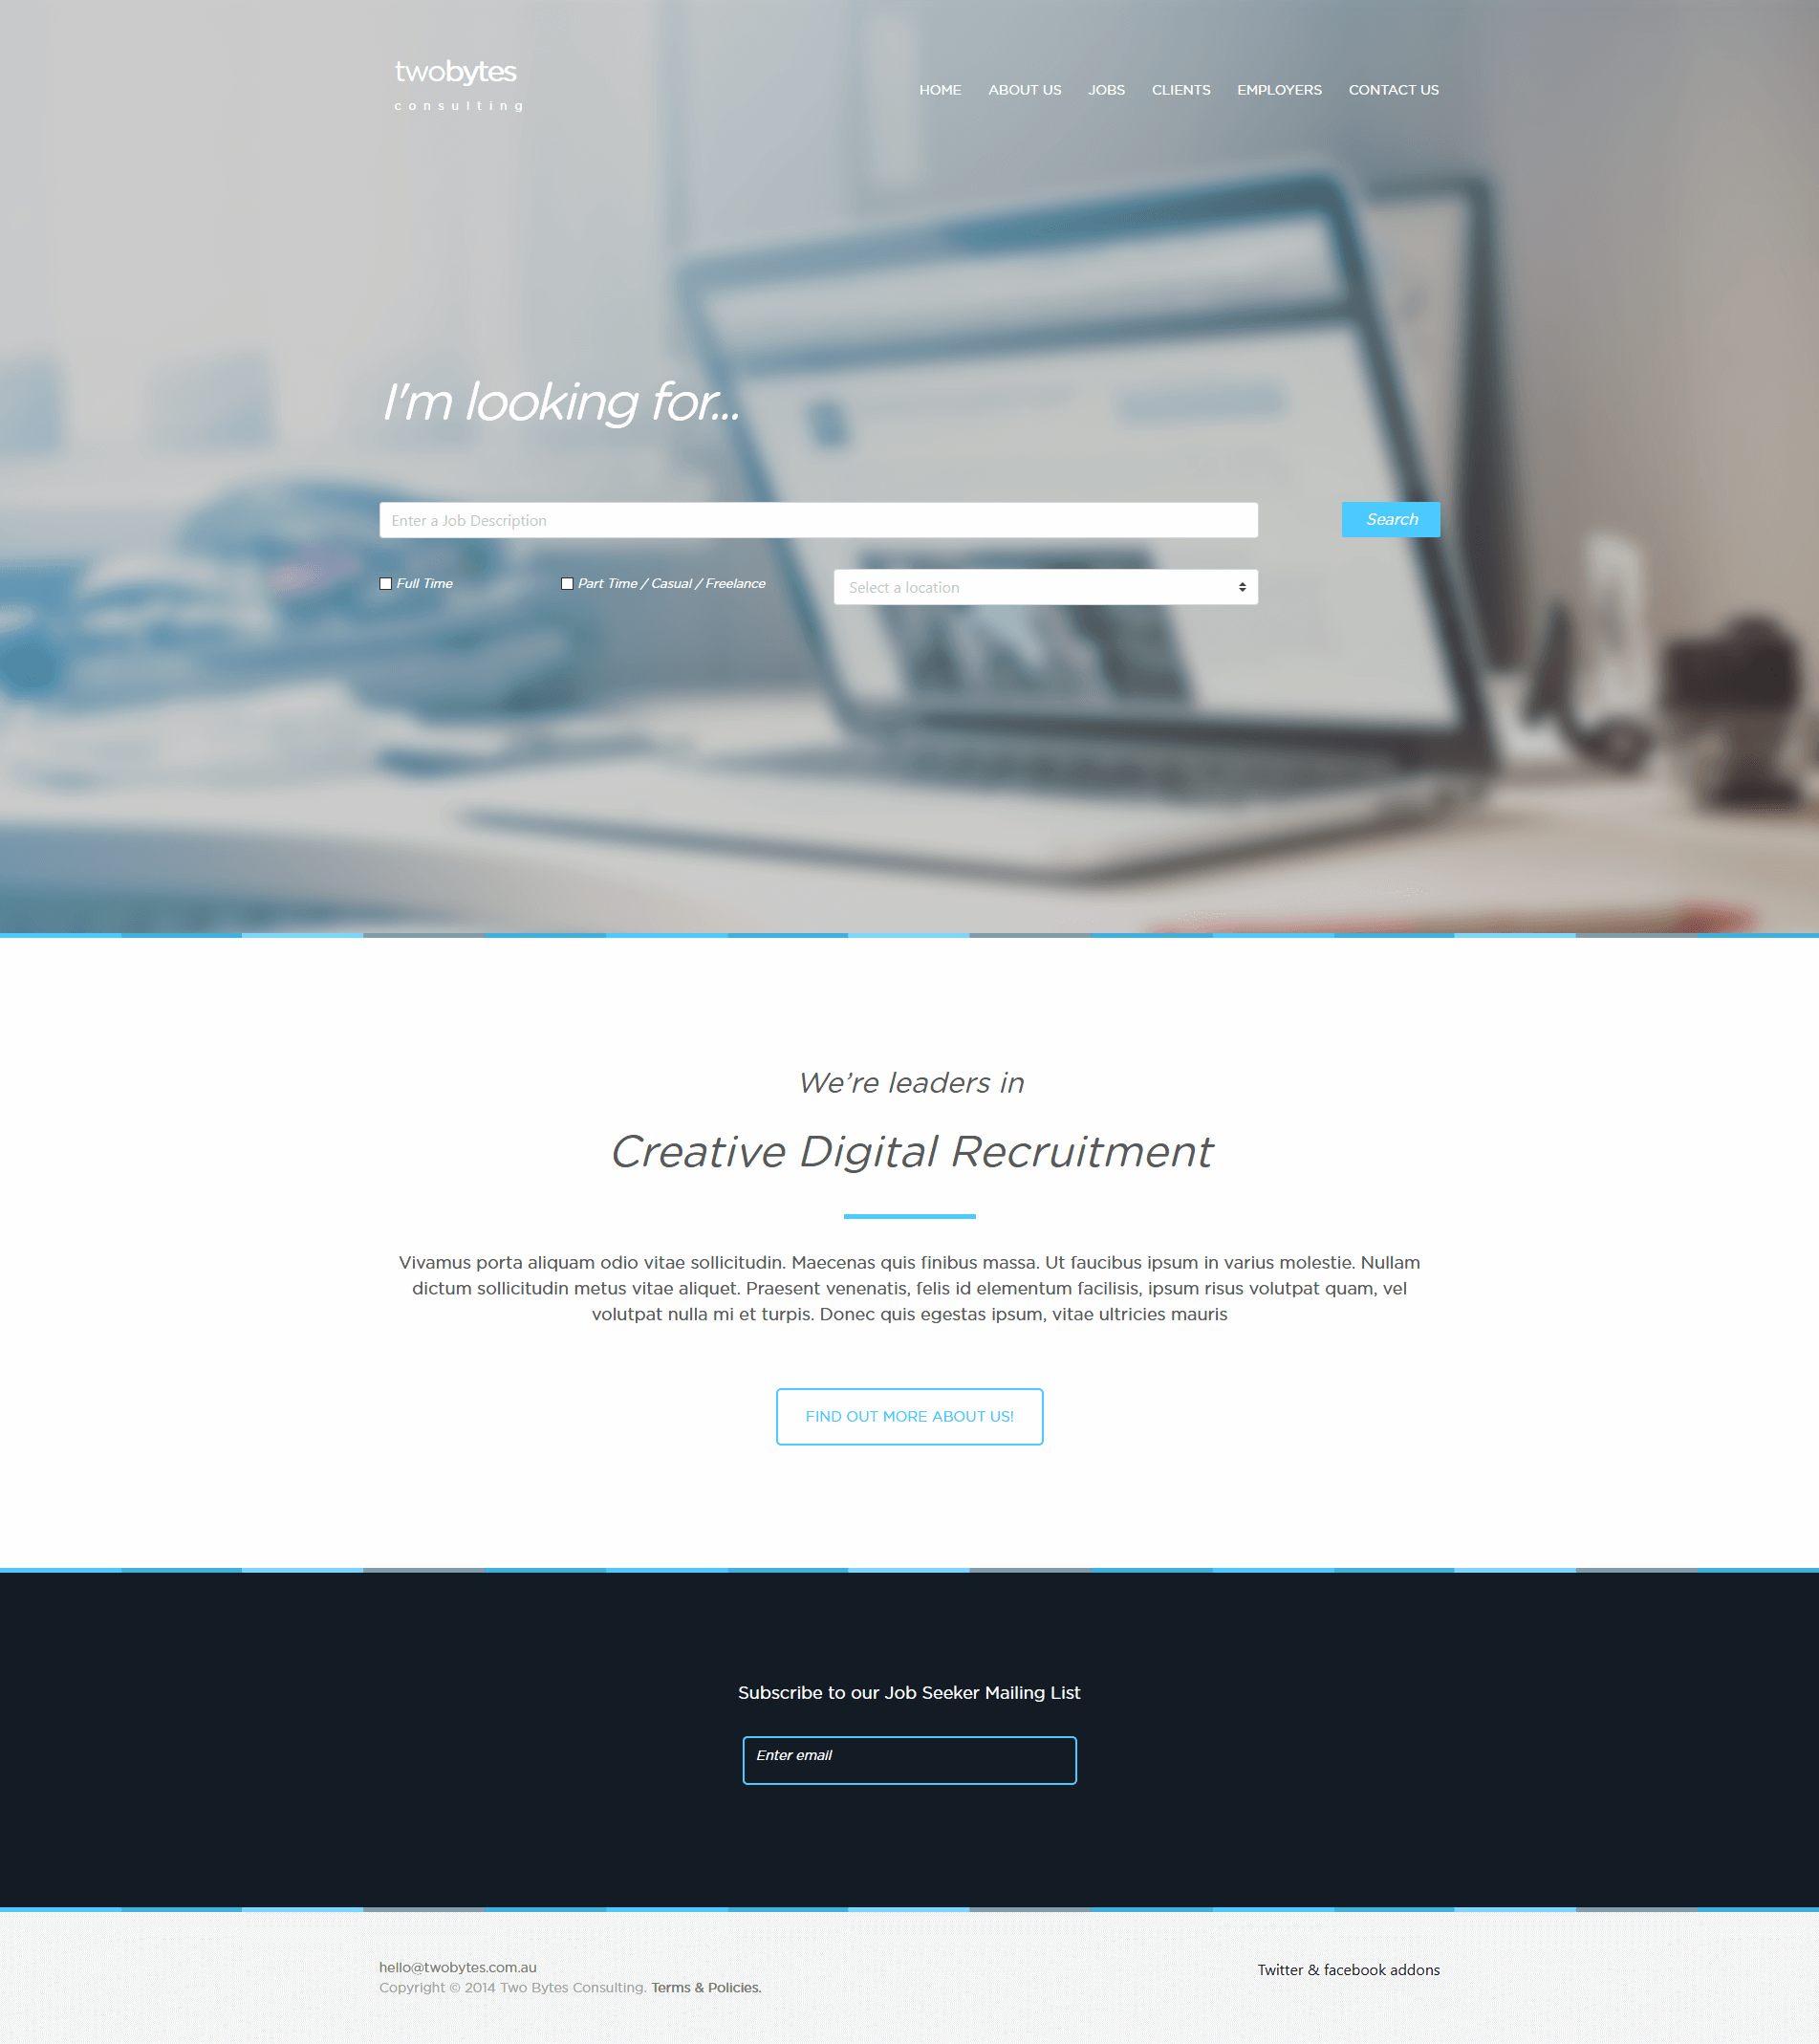 twobytes
consulting
HOME ABOUT US JOBS CLIENTS EMPLOYERS CONTACT US
I'm looking for...
Enter a Job Description
Search
Full Time Part Time / Casual / Freelance Select a location
We’re leaders in
Creative Digital Recruitment
Vivamus porta aliquam odio vitae sollicitudin. Maecenas quis finibus massa. Ut faucibus ipsum in varius molestie. Nullam
dictum sollicitudin metus vitae aliquet. Praesent venenatis, felis id elementum facilisis, ipsum risus volutpat quam, vel
volutpat nulla mi et turpis. Donec quis egestas ipsum, vitae ultricies mauris
FIND OUT MORE ABOUT US!
Subscribe to our Job Seeker Mailing List
Enter email
hello@twobytes.com.au
Copyright © 2014 Two Bytes Consulting. Terms & Policies.
Twitter & facebook addons